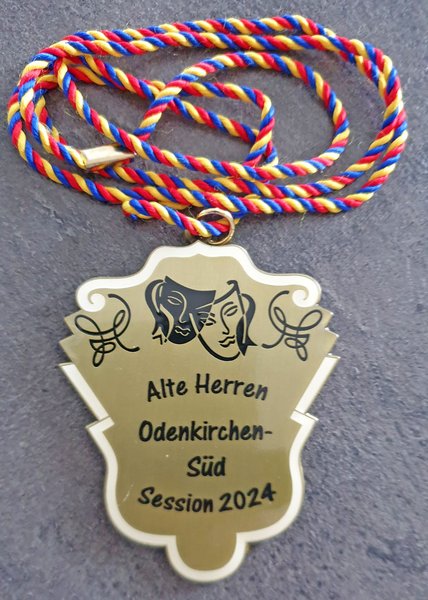 Alte Herren
Odenkirchen-
Süd
Session 2024